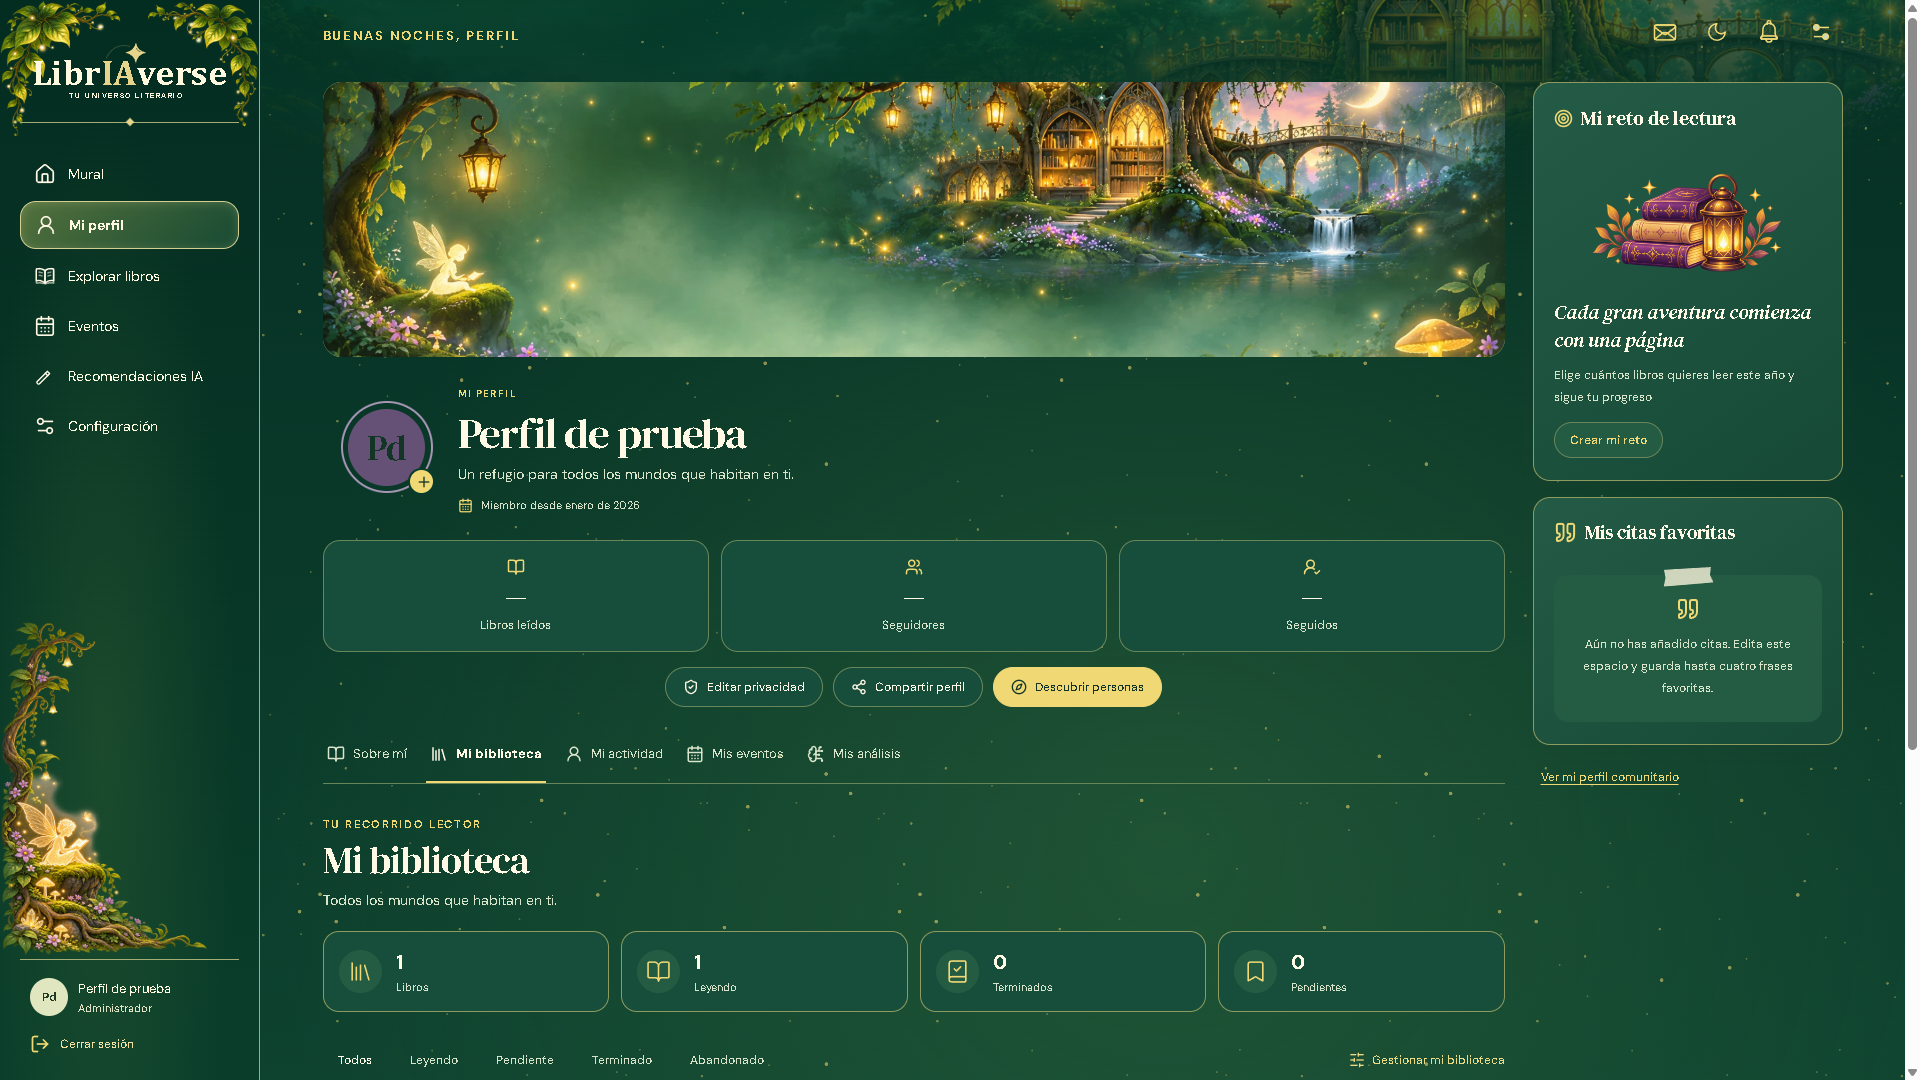 LibrIAverse
TU UNIVERSO LITERARIO
Mural
Mi perfil
Explorar libros
Eventos
Recomendaciones IA
Configuración
Pd
Perfil de prueba
Administrador
Cerrar sesión
BUENAS NOCHES, PERFIL
Pd
MI PERFIL
Perfil de prueba
Un refugio para todos los mundos que habitan en ti.
Miembro desde enero de 2026
—
Libros leídos
—
Seguidores
—
Seguidos
Editar privacidad
Compartir perfil
Descubrir personas
Sobre mí
Mi biblioteca
Mi actividad
Mis eventos
Mis análisis
TU RECORRIDO LECTOR
Mi biblioteca
Todos los mundos que habitan en ti.
1
Libros
1
Leyendo
0
Terminados
0
Pendientes
Todos
Leyendo
Pendiente
Terminado
Abandonado
Gestionar mi biblioteca
Mi reto de lectura
Cada gran aventura comienza
con una página
Elige cuántos libros quieres leer este año y
sigue tu progreso
Crear mi reto
Mis citas favoritas
Aún no has añadido citas. Edita este
espacio y guarda hasta cuatro frases
favoritas.
Ver mi perfil comunitario